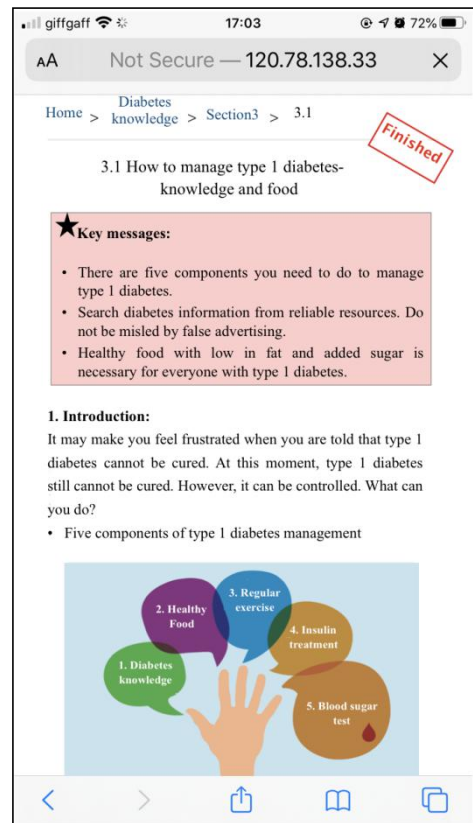 giffgaff 17:03 72%
AA Not Secure — 120.78.138.33
Home > Diabetes knowledge > Section3 > 3.1
Finished
3.1 How to manage type 1 diabetes-
knowledge and food
Key messages:
• There are five components you need to do to manage
type 1 diabetes.
• Search diabetes information from reliable resources. Do
not be misled by false advertising.
• Healthy food with low in fat and added sugar is
necessary for everyone with type 1 diabetes.
1. Introduction:
It may make you feel frustrated when you are told that type 1
diabetes cannot be cured. At this moment, type 1 diabetes
still cannot be cured. However, it can be controlled. What can
you do?
• Five components of type 1 diabetes management
1. Diabetes
knowledge
2. Healthy
Food
3. Regular
exercise
4. Insulin
treatment
5. Blood sugar
test